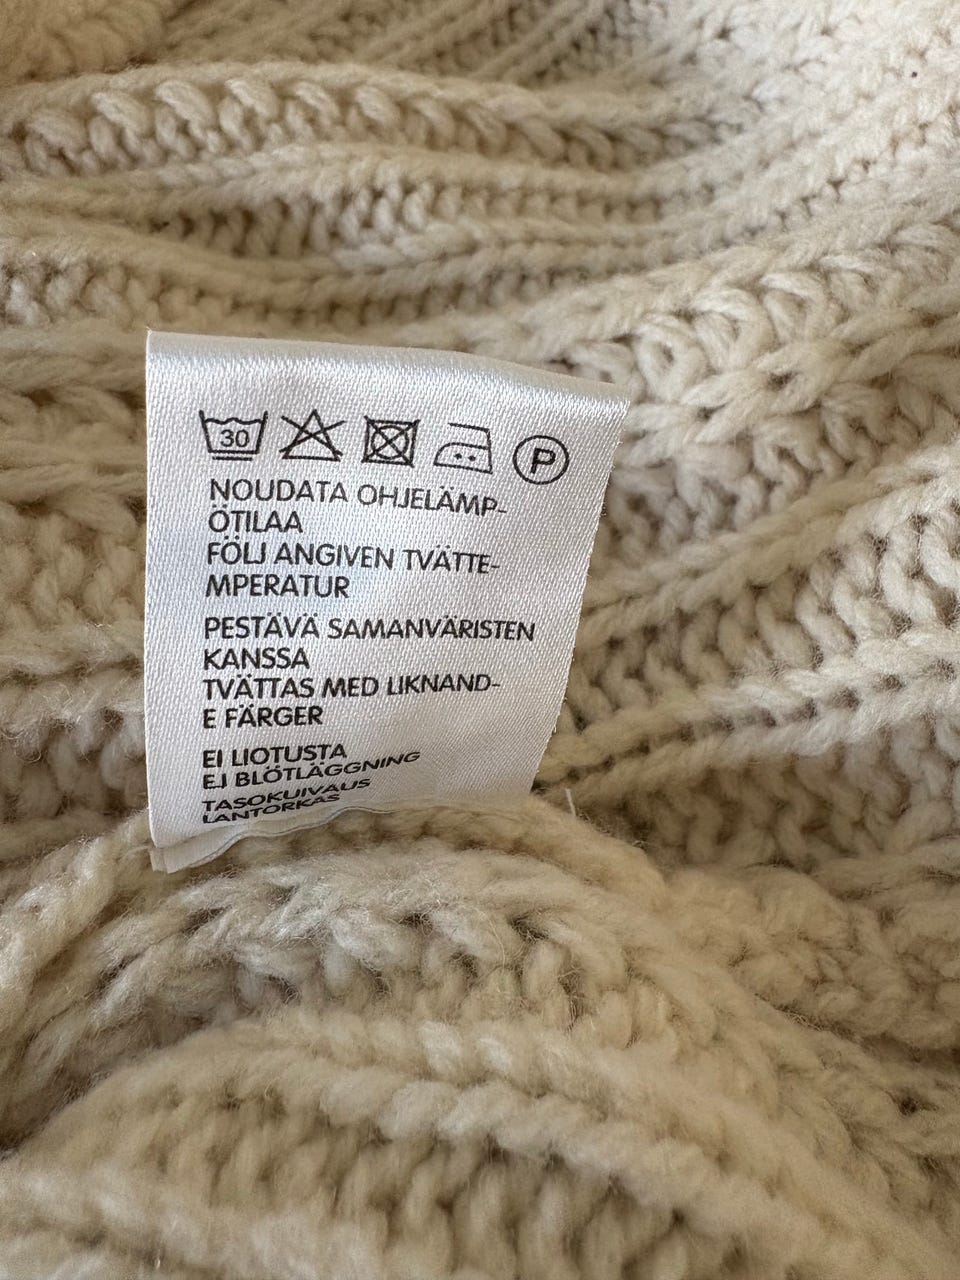 30 P
NOUDATA OHJELÄMP-
ÖTILAA
FÖLJ ANGIVEN TVÄTTE-
MPERATUR
PESTÄVÄ SAMANVÄRISTEN
KANSSA
TVÄTTAS MED LIKNAND-
E FÄRGER
EI LIOTUSTA
EJ BLÖTLÄGGNING
TASOKUIVAUS
LANTORKAS